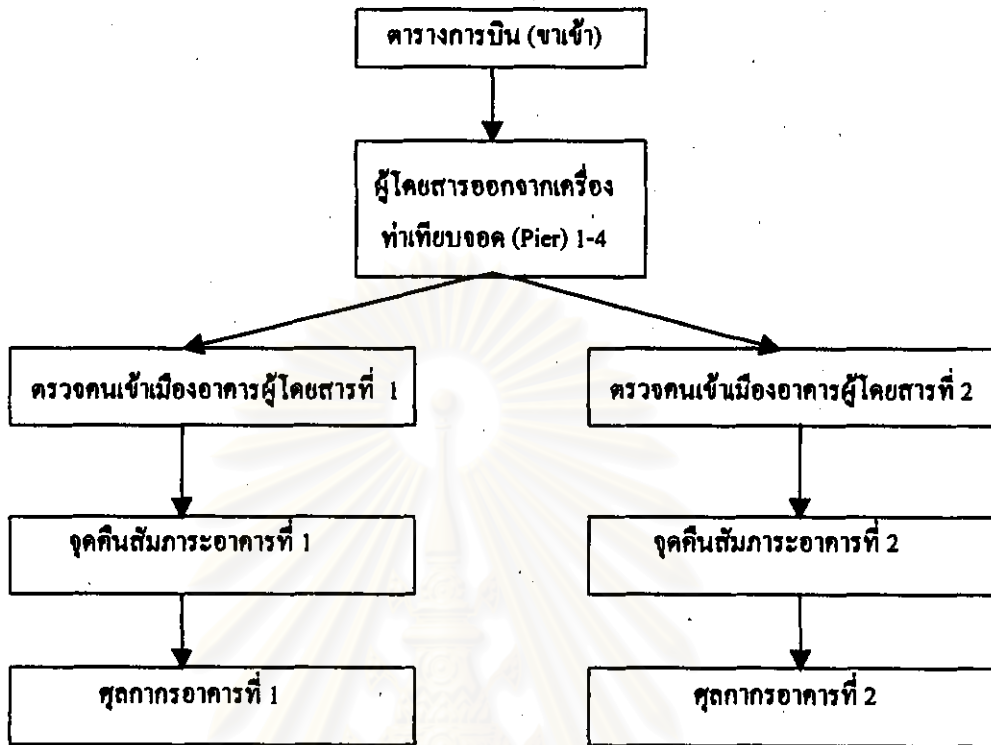 ตารางการบิน (ขาเข้า)
ผู้โดยสารออกจากเครื่อง
ท่าเทียบจอด (Pier) 1-4
ตรวจคนเข้าเมืองอาคารผู้โดยสารที่ 1
ตรวจคนเข้าเมืองอาคารผู้โดยสารที่ 2
จุดคืนสัมภาระอาคารที่ 1
จุดคืนสัมภาระอาคารที่ 2
ศุลกากรอาคารที่ 1
ศุลกากรอาคารที่ 2